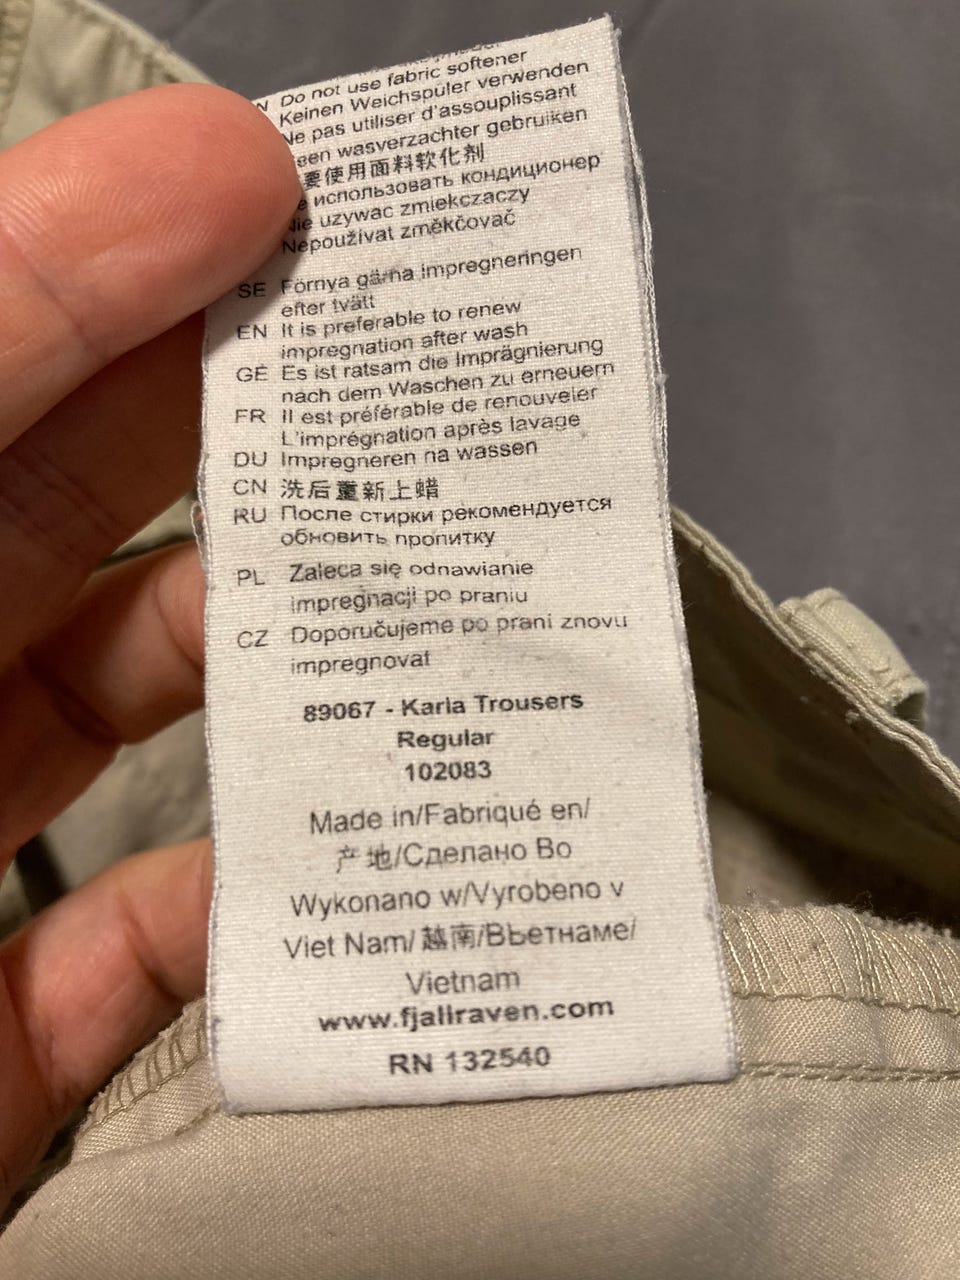 Do not use fabric softener
Keinen Weichspüler verwenden
Ne pas utiliser d'assouplissant
een wasverzachter gebruiken
要使用面料软化剂
е использовать кондиционер
Nie uzywac zmiekczaczy
Nepoužívat změkčovač
SE Förnya gärna impregneringen
efter tvätt
EN It is preferable to renew
impregnation after wash
GE Es ist ratsam die Imprägnierung
nach dem Waschen zu erneuern
FR Il est préférable de renouveler
L'imprégnation après lavage
DU Impregneren na wassen
CN 洗后重新上蜡
RU После стирки рекомендуется
обновить пропитку
PL Zaleca się odnawianie
impregnacji po praniu
CZ Doporučujeme po prani znovu
impregnovat
89067 - Karla Trousers
Regular
102083
Made in/Fabriqué en/
产地/Сделано Во
Wykonano w/Vyrobeno v
Viet Nam/越南/Вьетнаме/
Vietnam
www.fjallraven.com
RN 132540